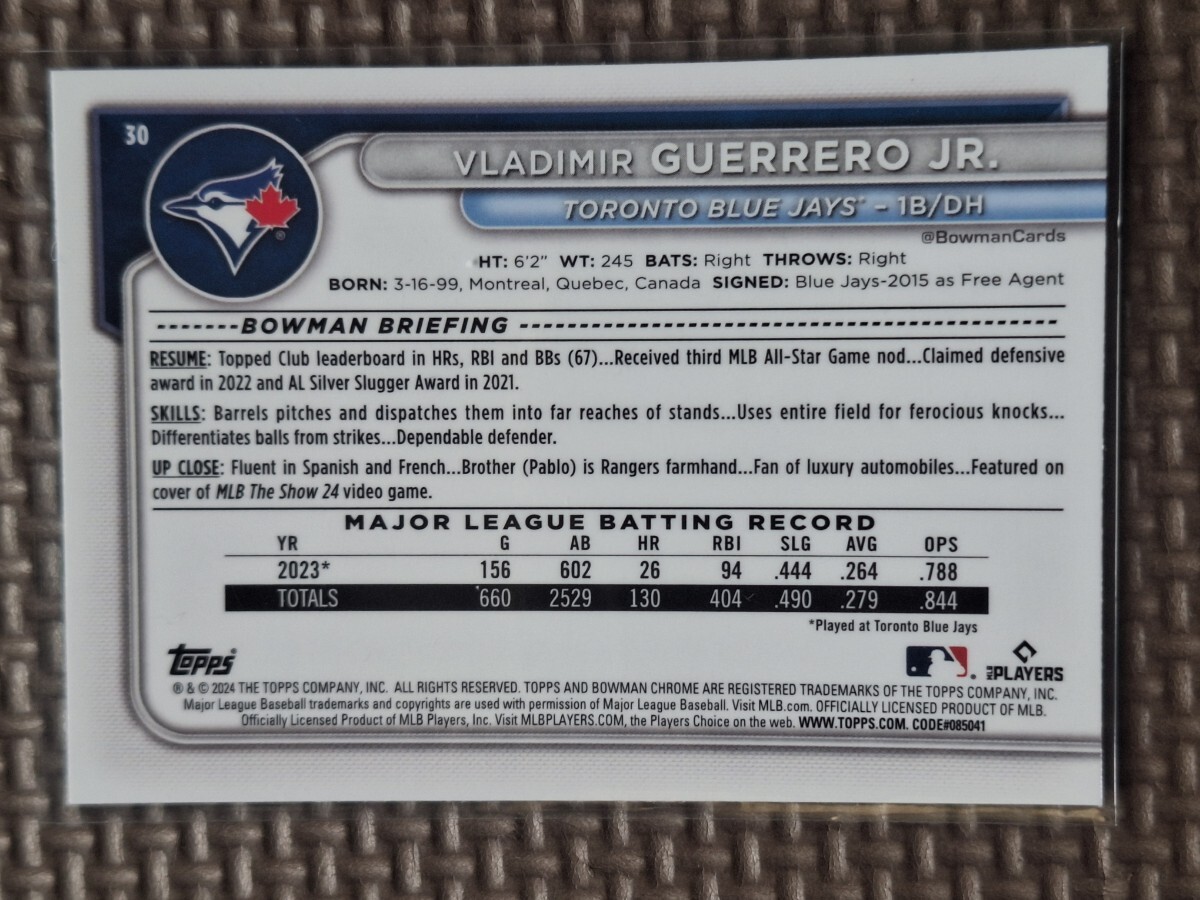 30
VLADIMIR GUERRERO JR.
TORONTO BLUE JAYS® – 1B/DH
@BowmanCards
HT: 6'2" WT: 245 BATS: Right THROWS: Right
BORN: 3-16-99, Montreal, Quebec, Canada SIGNED: Blue Jays-2015 as Free Agent
BOWMAN BRIEFING
RESUME: Topped Club leaderboard in HRs, RBI and BBs (67)...Received third MLB All-Star Game nod...Claimed defensive
award in 2022 and AL Silver Slugger Award in 2021.
SKILLS: Barrels pitches and dispatches them into far reaches of stands...Uses entire field for ferocious knocks...
Differentiates balls from strikes...Dependable defender.
UP CLOSE: Fluent in Spanish and French...Brother (Pablo) is Rangers farmhand...Fan of luxury automobiles...Featured on
cover of MLB The Show 24 video game.
MAJOR LEAGUE BATTING RECORD
YR G AB HR RBI SLG AVG OPS
2023* 156 602 26 94 .444 .264 .788
TOTALS 660 2529 130 404 .490 .279 .844
*Played at Toronto Blue Jays
Topps
MLB PLAYERS
® & © 2024 THE TOPPS COMPANY, INC. ALL RIGHTS RESERVED. TOPPS AND BOWMAN CHROME ARE REGISTERED TRADEMARKS OF THE TOPPS COMPANY, INC.
Major League Baseball trademarks and copyrights are used with permission of Major League Baseball. Visit MLB.com. OFFICIALLY LICENSED PRODUCT OF MLB.
Officially Licensed Product of MLB Players, Inc. Visit MLBPLAYERS.COM, the Players Choice on the web. WWW.TOPPS.COM. CODE#085041